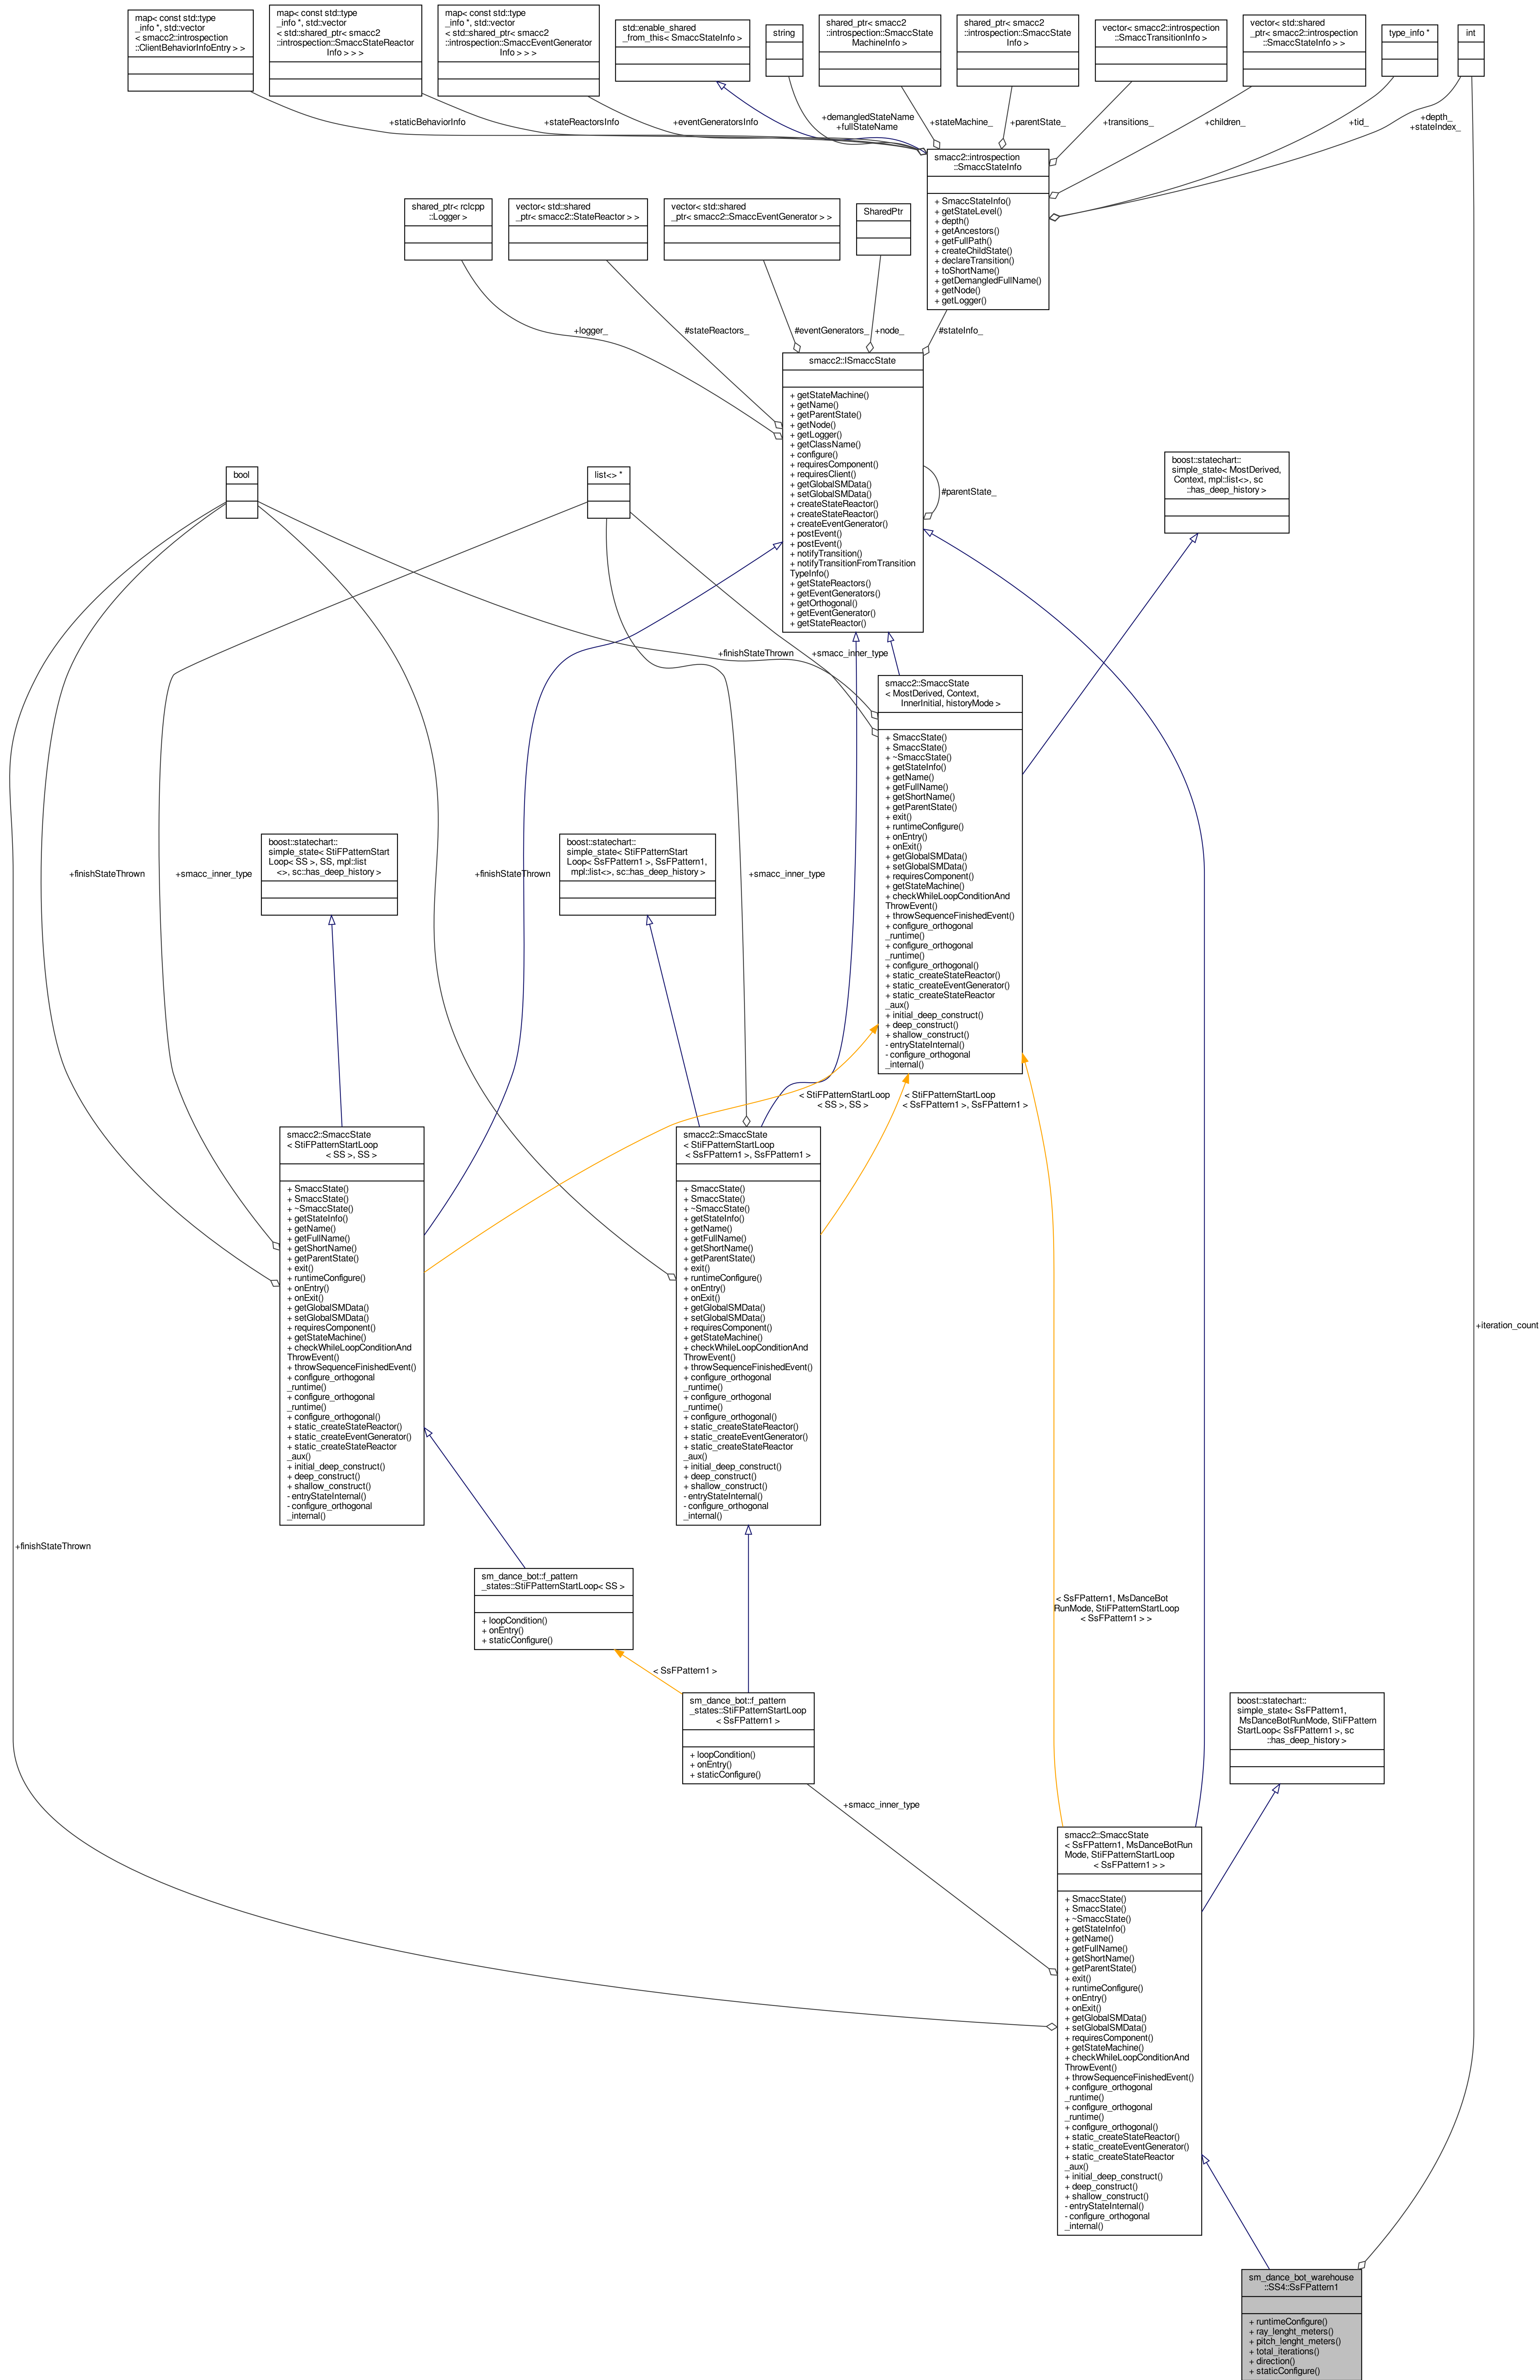 map< const std::type
_info *, std::vector
< smacc2::introspection
::ClientBehaviorInfoEntry > >
map< const std::type
_info *, std::vector
< std::shared_ptr< smacc2
::introspection::SmaccStateReactor
Info > > >
map< const std::type
_info *, std::vector
< std::shared_ptr< smacc2
::introspection::SmaccEventGenerator
Info > > >
std::enable_shared
_from_this< SmaccStateInfo >
string
shared_ptr< smacc2
::introspection::SmaccState
MachineInfo >
shared_ptr< smacc2
::introspection::SmaccState
Info >
vector< smacc2::introspection
::SmaccTransitionInfo >
vector< std::shared
_ptr< smacc2::introspection
::SmaccStateInfo > >
type_info *
int
+staticBehaviorInfo
+stateReactorsInfo
+eventGeneratorsInfo
+demangledStateName
+fullStateName
+stateMachine_
+parentState_
+transitions_
+children_
+tid_
+depth_
+stateIndex_
smacc2::introspection
::SmaccStateInfo
+ SmaccStateInfo()
+ getStateLevel()
+ depth()
+ getAncestors()
+ getFullPath()
+ createChildState()
+ declareTransition()
+ toShortName()
+ getDemangledFullName()
+ getNode()
+ getLogger()
shared_ptr< rclcpp
::Logger >
vector< std::shared
_ptr< smacc2::StateReactor > >
vector< std::shared
_ptr< smacc2::SmaccEventGenerator > >
SharedPtr
+logger_
#stateReactors_
#eventGenerators_
+node_
#stateInfo_
smacc2::ISmaccState
+ getStateMachine()
+ getName()
+ getParentState()
+ getNode()
+ getLogger()
+ getClassName()
+ configure()
+ requiresComponent()
+ requiresClient()
+ getGlobalSMData()
+ setGlobalSMData()
+ createStateReactor()
+ createStateReactor()
+ createEventGenerator()
+ postEvent()
+ postEvent()
+ notifyTransition()
+ notifyTransitionFromTransition
TypeInfo()
+ getStateReactors()
+ getEventGenerators()
+ getOrthogonal()
+ getEventGenerator()
+ getStateReactor()
#parentState_
bool
list<> *
boost::statechart::
simple_state< MostDerived,
Context, mpl::list<>, sc
::has_deep_history >
+finishStateThrown
+smacc_inner_type
smacc2::SmaccState
< MostDerived, Context,
InnerInitial, historyMode >
+ SmaccState()
+ SmaccState()
+ ~SmaccState()
+ getStateInfo()
+ getName()
+ getFullName()
+ getShortName()
+ getParentState()
+ exit()
+ runtimeConfigure()
+ onEntry()
+ onExit()
+ getGlobalSMData()
+ setGlobalSMData()
+ requiresComponent()
+ getStateMachine()
+ checkWhileLoopConditionAnd
ThrowEvent()
+ throwSequenceFinishedEvent()
+ configure_orthogonal
_runtime()
+ configure_orthogonal
_runtime()
+ configure_orthogonal()
+ static_createStateReactor()
+ static_createEventGenerator()
+ static_createStateReactor
_aux()
+ initial_deep_construct()
+ deep_construct()
+ shallow_construct()
- entryStateInternal()
- configure_orthogonal
_internal()
boost::statechart::
simple_state< StiFPatternStart
Loop< SS >, SS, mpl::list
<>, sc::has_deep_history >
boost::statechart::
simple_state< StiFPatternStart
Loop< SsFPattern1 >, SsFPattern1,
mpl::list<>, sc::has_deep_history >
+finishStateThrown
+smacc_inner_type
+finishStateThrown
+smacc_inner_type
< StiFPatternStartLoop
< SS >, SS >
< StiFPatternStartLoop
< SsFPattern1 >, SsFPattern1 >
smacc2::SmaccState
< StiFPatternStartLoop
< SS >, SS >
+ SmaccState()
+ SmaccState()
+ ~SmaccState()
+ getStateInfo()
+ getName()
+ getFullName()
+ getShortName()
+ getParentState()
+ exit()
+ runtimeConfigure()
+ onEntry()
+ onExit()
+ getGlobalSMData()
+ setGlobalSMData()
+ requiresComponent()
+ getStateMachine()
+ checkWhileLoopConditionAnd
ThrowEvent()
+ throwSequenceFinishedEvent()
+ configure_orthogonal
_runtime()
+ configure_orthogonal
_runtime()
+ configure_orthogonal()
+ static_createStateReactor()
+ static_createEventGenerator()
+ static_createStateReactor
_aux()
+ initial_deep_construct()
+ deep_construct()
+ shallow_construct()
- entryStateInternal()
- configure_orthogonal
_internal()
smacc2::SmaccState
< StiFPatternStartLoop
< SsFPattern1 >, SsFPattern1 >
+ SmaccState()
+ SmaccState()
+ ~SmaccState()
+ getStateInfo()
+ getName()
+ getFullName()
+ getShortName()
+ getParentState()
+ exit()
+ runtimeConfigure()
+ onEntry()
+ onExit()
+ getGlobalSMData()
+ setGlobalSMData()
+ requiresComponent()
+ getStateMachine()
+ checkWhileLoopConditionAnd
ThrowEvent()
+ throwSequenceFinishedEvent()
+ configure_orthogonal
_runtime()
+ configure_orthogonal
_runtime()
+ configure_orthogonal()
+ static_createStateReactor()
+ static_createEventGenerator()
+ static_createStateReactor
_aux()
+ initial_deep_construct()
+ deep_construct()
+ shallow_construct()
- entryStateInternal()
- configure_orthogonal
_internal()
+iteration_count
+finishStateThrown
sm_dance_bot::f_pattern
_states::StiFPatternStartLoop< SS >
+ loopCondition()
+ onEntry()
+ staticConfigure()
< SsFPattern1, MsDanceBot
RunMode, StiFPatternStartLoop
< SsFPattern1 > >
< SsFPattern1 >
sm_dance_bot::f_pattern
_states::StiFPatternStartLoop
< SsFPattern1 >
+ loopCondition()
+ onEntry()
+ staticConfigure()
boost::statechart::
simple_state< SsFPattern1,
MsDanceBotRunMode, StiFPattern
StartLoop< SsFPattern1 >, sc
::has_deep_history >
+smacc_inner_type
smacc2::SmaccState
< SsFPattern1, MsDanceBotRun
Mode, StiFPatternStartLoop
< SsFPattern1 > >
+ SmaccState()
+ SmaccState()
+ ~SmaccState()
+ getStateInfo()
+ getName()
+ getFullName()
+ getShortName()
+ getParentState()
+ exit()
+ runtimeConfigure()
+ onEntry()
+ onExit()
+ getGlobalSMData()
+ setGlobalSMData()
+ requiresComponent()
+ getStateMachine()
+ checkWhileLoopConditionAnd
ThrowEvent()
+ throwSequenceFinishedEvent()
+ configure_orthogonal
_runtime()
+ configure_orthogonal
_runtime()
+ configure_orthogonal()
+ static_createStateReactor()
+ static_createEventGenerator()
+ static_createStateReactor
_aux()
+ initial_deep_construct()
+ deep_construct()
+ shallow_construct()
- entryStateInternal()
- configure_orthogonal
_internal()
sm_dance_bot_warehouse
::SS4::SsFPattern1
+ runtimeConfigure()
+ ray_lenght_meters()
+ pitch_lenght_meters()
+ total_iterations()
+ direction()
+ staticConfigure()